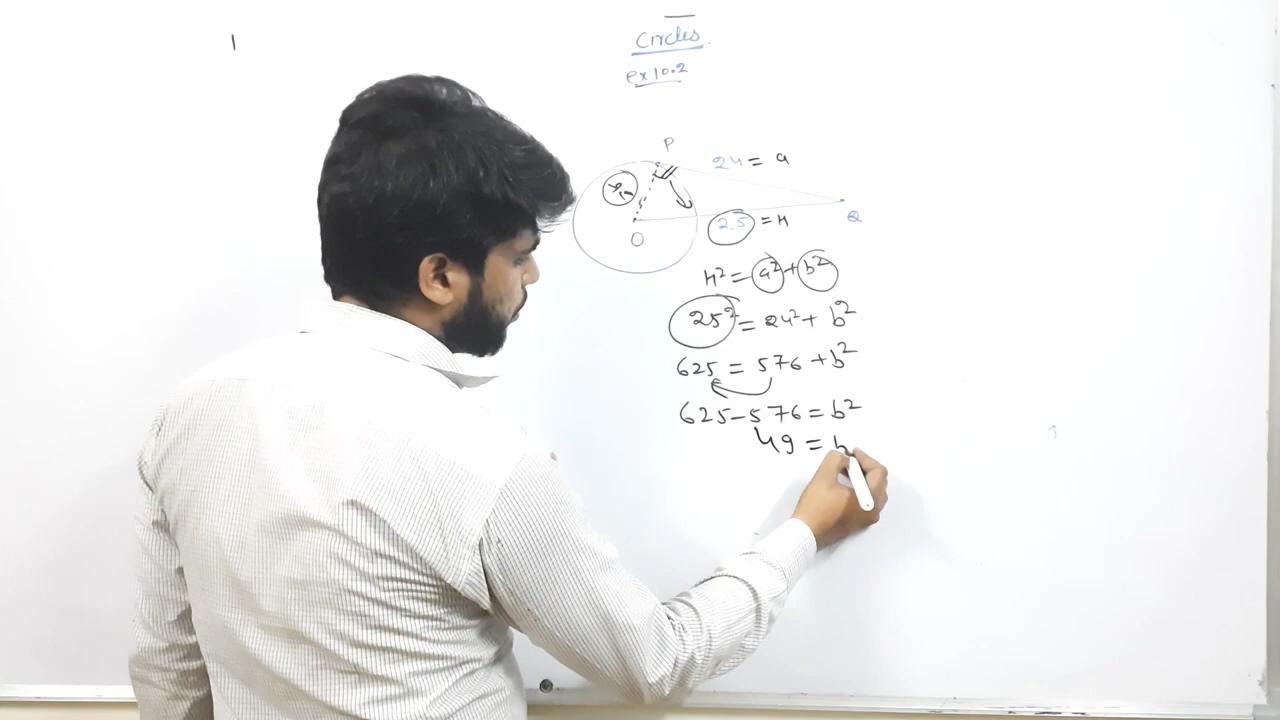 1
Circles
ex 10.2
P
24 = a
O
25 = H
Q
H² = a² + b²
25² = 24² + b²
625 = 576 + b²
625 - 576 = b²
49 = b